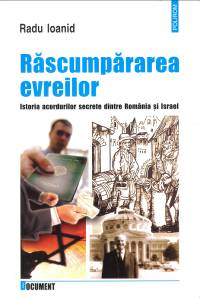 Radu Ioanid
POLIROM
Răscumpărarea
evreilor
Istoria acordurilor secrete dintre România și Israel
DOCUMENT